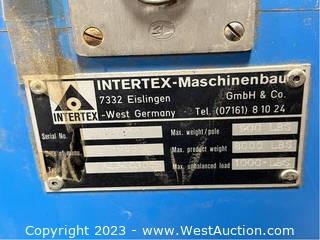 INTERTEX-Maschinenbau
7332 Eislingen GmbH & Co.
INTERTEX -West Germany Tel. (07161) 8 10 24
Serial No. Max. weight/pole 500 LBS
Max. product weight 8000 LBS
Max. unbalanced load 1000-LBS
Copyright 2023 - www.WestAuction.com